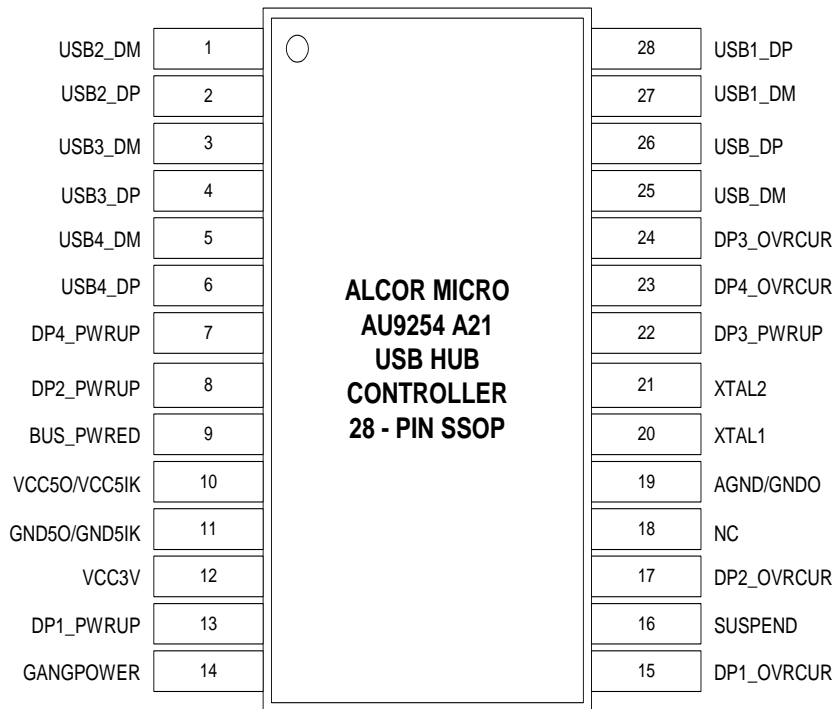 USB2_DM 1 28 USB1_DP
USB2_DP 2 27 USB1_DM
USB3_DM 3 26 USB_DP
USB3_DP 4 25 USB_DM
USB4_DM 5 24 DP3_OVRCUR
USB4_DP 6 23 DP4_OVRCUR
DP4_PWRUP 7 22 DP3_PWRUP
DP2_PWRUP 8 21 XTAL2
BUS_PWRED 9 20 XTAL1
VCC5O/VCC5IK 10 19 AGND/GNDO
GND5O/GND5IK 11 18 NC
VCC3V 12 17 DP2_OVRCUR
DP1_PWRUP 13 16 SUSPEND
GANGPOWER 14 15 DP1_OVRCUR
ALCOR MICRO
AU9254 A21
USB HUB
CONTROLLER
28 - PIN SSOP